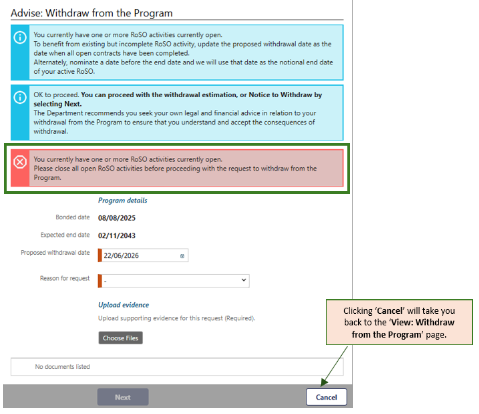 Advise: Withdraw from the Program
You currently have one or more RoSO activities currently open.
To benefit from existing but incomplete RoSO activity, update the proposed withdrawal date as the
date when all open contracts have been completed.
Alternately, nominate a date before the end date and we will use that date as the notional end date
of your active RoSO.
OK to proceed. You can proceed with the withdrawal estimation, or Notice to Withdraw by
selecting Next.
The Department recommends you seek your own legal and financial advice in relation to your
withdrawal from the Program to ensure that you understand and accept the consequences of
withdrawal.
You currently have one or more RoSO activities currently open.
Please close all open RoSO activities before proceeding with the request to withdraw from the
Program.
Program details
Bonded date 08/08/2025
Expected end date 02/11/2043
Proposed withdrawal date 22/06/2026
Reason for request -
Upload evidence
Upload supporting evidence for this request (Required).
Choose Files
Clicking 'Cancel' will take you
back to the 'View: Withdraw
from the Program' page.
No documents listed
Next
Cancel